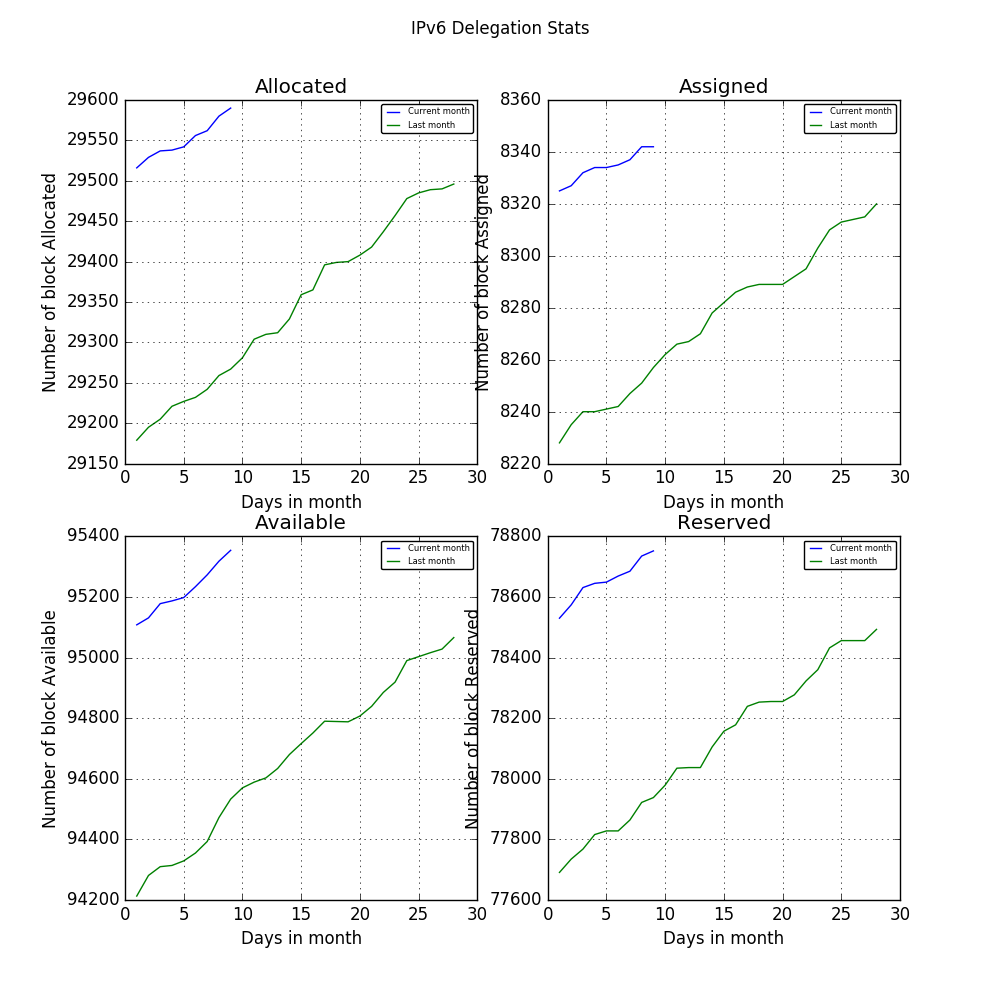 IPv6 Delegation Stats
Allocated
Number of block Allocated
29600
29550
29500
29450
29400
29350
29300
29250
29200
29150
0 5 10 15 20 25 30
Days in month
Current month
Last month
Assigned
Number of block Assigned
8360
8340
8320
8300
8280
8260
8240
8220
0 5 10 15 20 25 30
Days in month
Current month
Last month
Available
Number of block Available
95400
95200
95000
94800
94600
94400
94200
0 5 10 15 20 25 30
Days in month
Current month
Last month
Reserved
Number of block Reserved
78800
78600
78400
78200
78000
77800
77600
0 5 10 15 20 25 30
Days in month
Current month
Last month